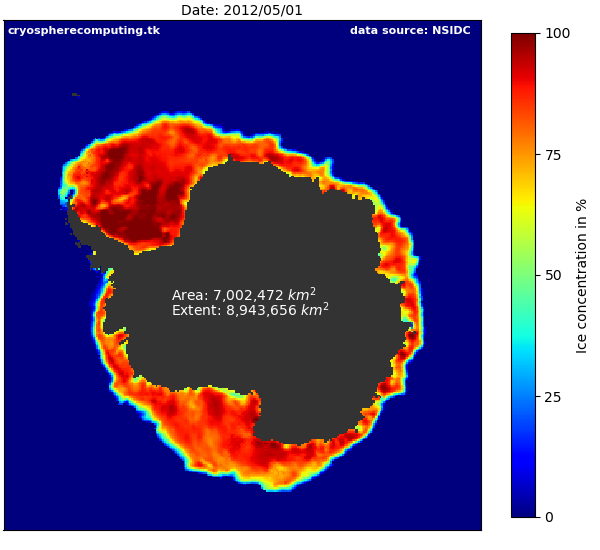 Date: 2012/05/01
cryospherecomputing.tk
data source: NSIDC
Area: 7,002,472 km²
Extent: 8,943,656 km²
100
75
50
25
0
Ice concentration in %